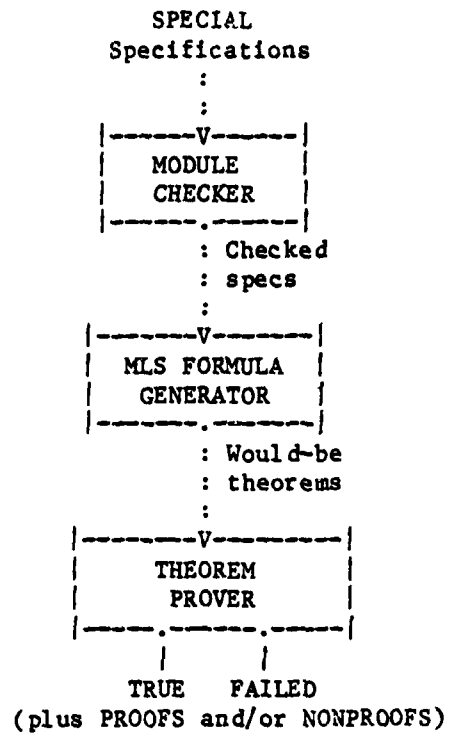 SPECIAL
Specifications
MODULE
CHECKER
Checked
specs
MLS FORMULA
GENERATOR
Would-be
theorems
THEOREM
PROVER
TRUE FAILED
(plus PROOFS and/or NONPROOFS)